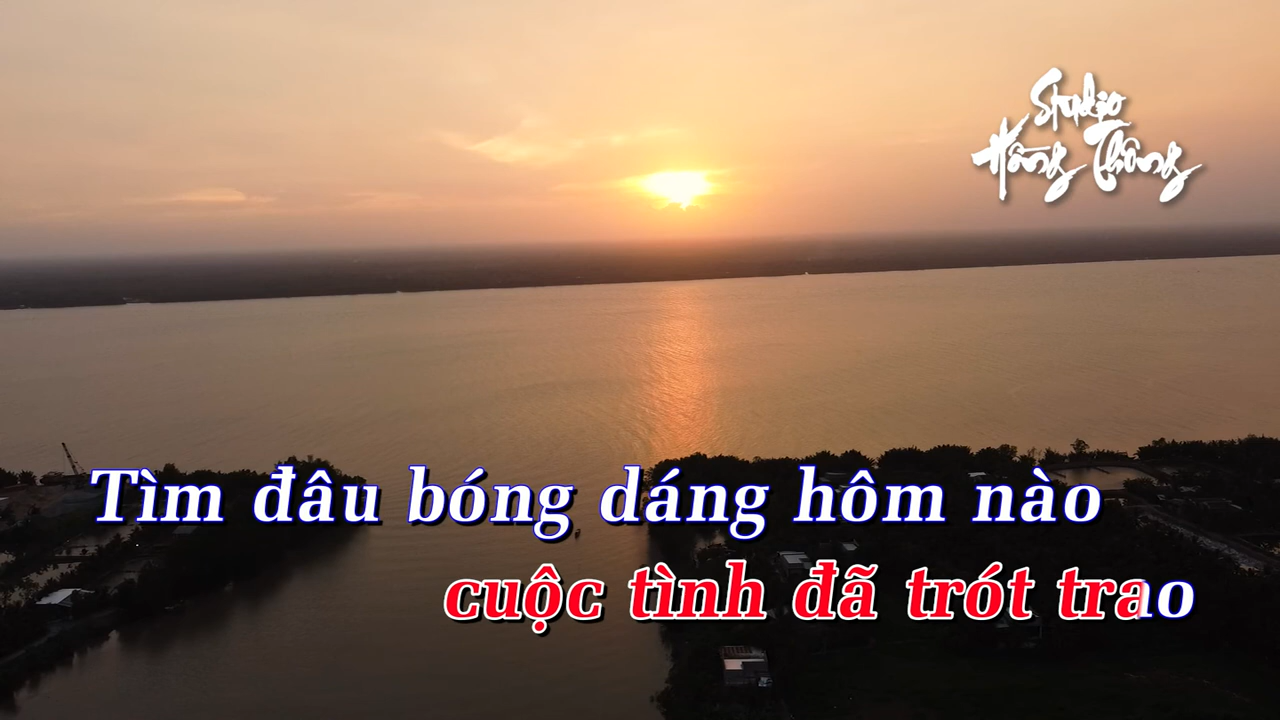 Studio
Hồng Thông
Tìm đâu bóng dáng hôm nào
cuộc tình đã trót trao